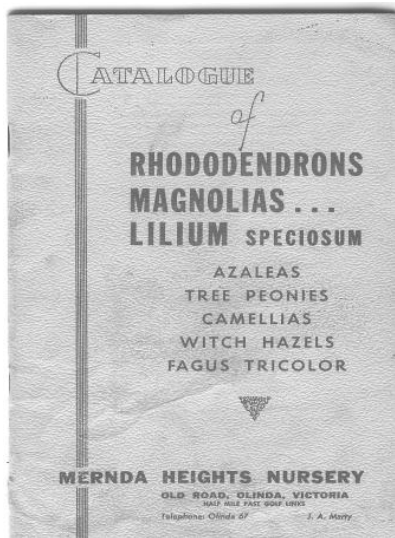 CATALOGUE
of
RHODODENDRONS
MAGNOLIAS ...
LILIUM SPECIOSUM
AZALEAS
TREE PEONIES
CAMELLIAS
WITCH HAZELS
FAGUS TRICOLOR
MERNDA HEIGHTS NURSERY
OLD ROAD, OLINDA, VICTORIA
HALF MILE PAST GOLF LINKS
Telephone: Olinda 67 J. A. Marty